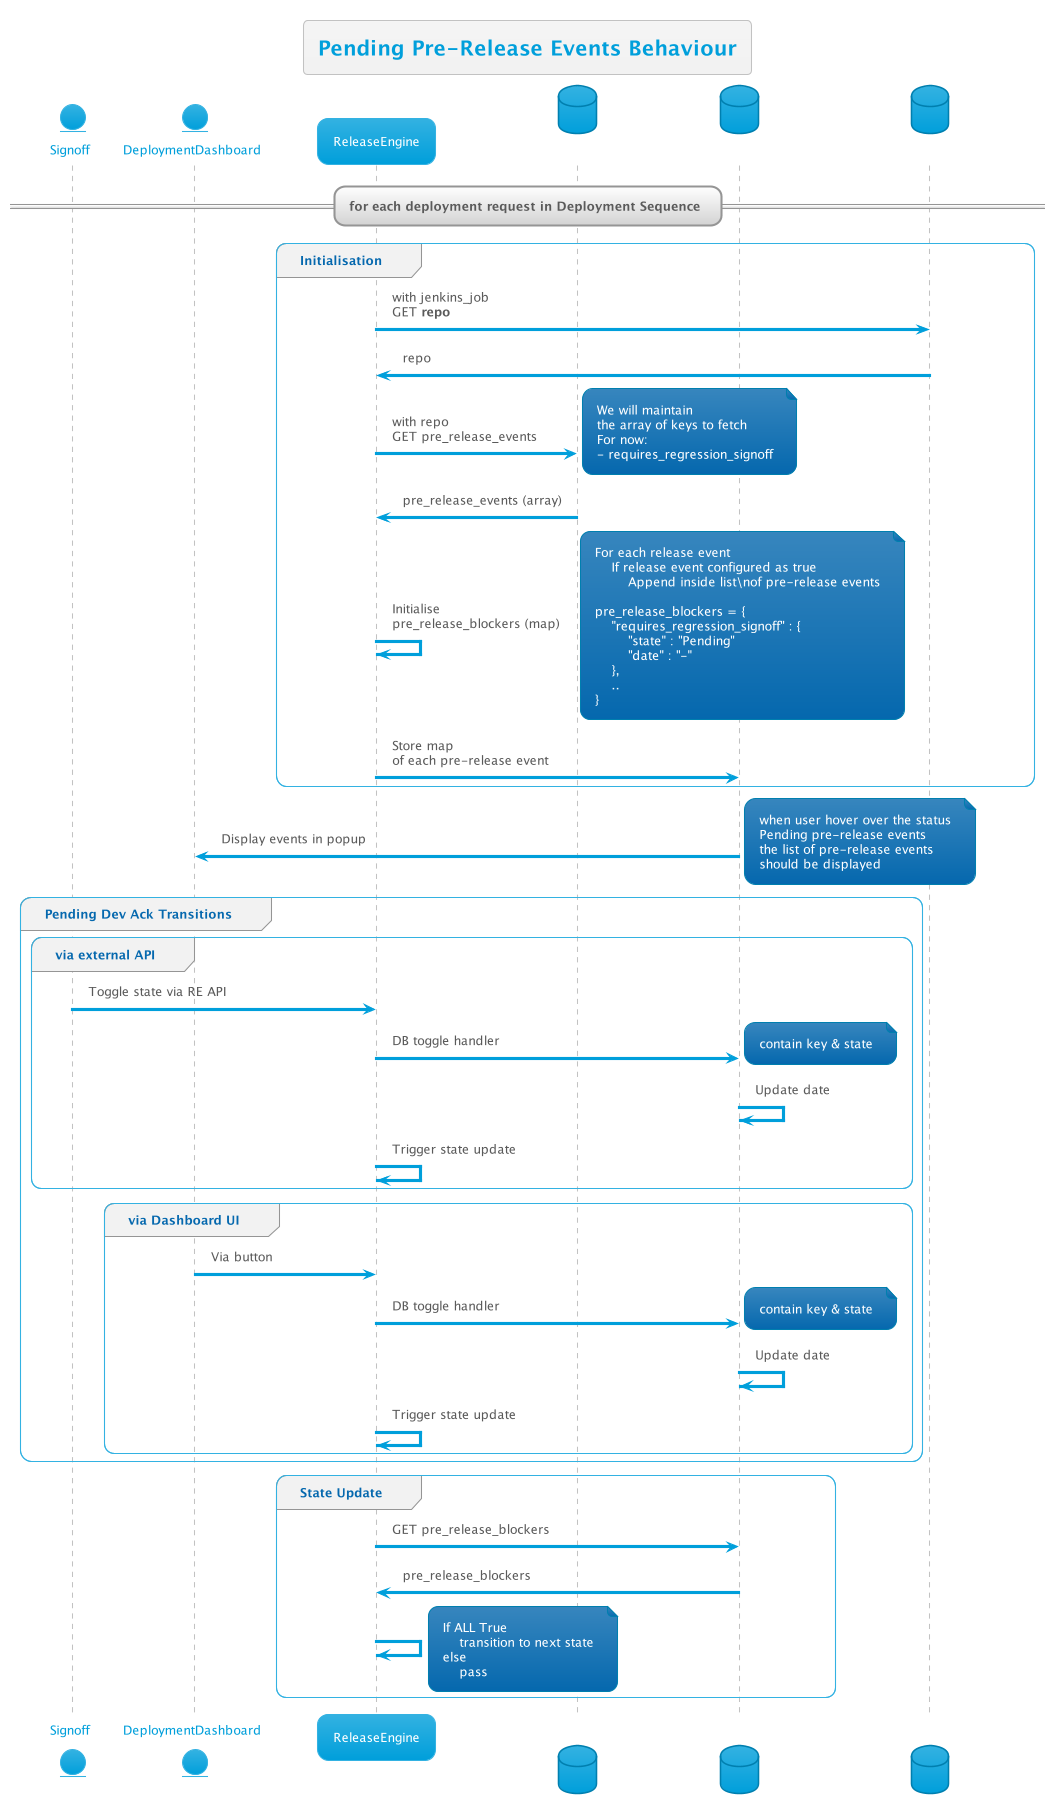 Pending Pre-Release Events Behaviour
Signoff
DeploymentDashboard
ReleaseEngine
for each deployment request in Deployment Sequence
Initialisation
with jenkins_job
GET repo
repo
with repo
GET pre_release_events
We will maintain
the array of keys to fetch
For now:
- requires_regression_signoff
pre_release_events (array)
Initialise
pre_release_blockers (map)
For each release event
If release event configured as true
Append inside list\nof pre-release events
pre_release_blockers = {
"requires_regression_signoff" : {
"state" : "Pending"
"date" : "-"
},
..
}
Store map
of each pre-release event
Display events in popup
when user hover over the status
Pending pre-release events
the list of pre-release events
should be displayed
Pending Dev Ack Transitions
via external API
Toggle state via RE API
DB toggle handler
contain key & state
Update date
Trigger state update
via Dashboard UI
Via button
DB toggle handler
contain key & state
Update date
Trigger state update
State Update
GET pre_release_blockers
pre_release_blockers
If ALL True
transition to next state
else
pass
Signoff
DeploymentDashboard
ReleaseEngine